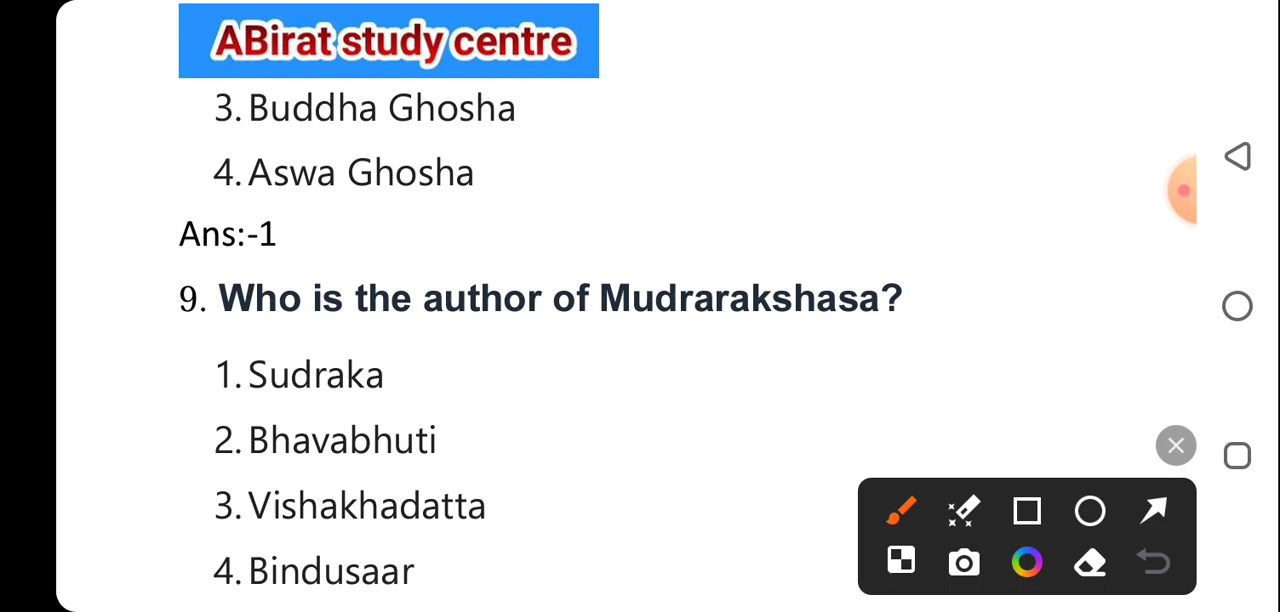 ABirat study centre
3. Buddha Ghosha
4. Aswa Ghosha
Ans:-1
9. Who is the author of Mudrarakshasa?
1. Sudraka
2. Bhavabhuti
3. Vishakhadatta
4. Bindusaar